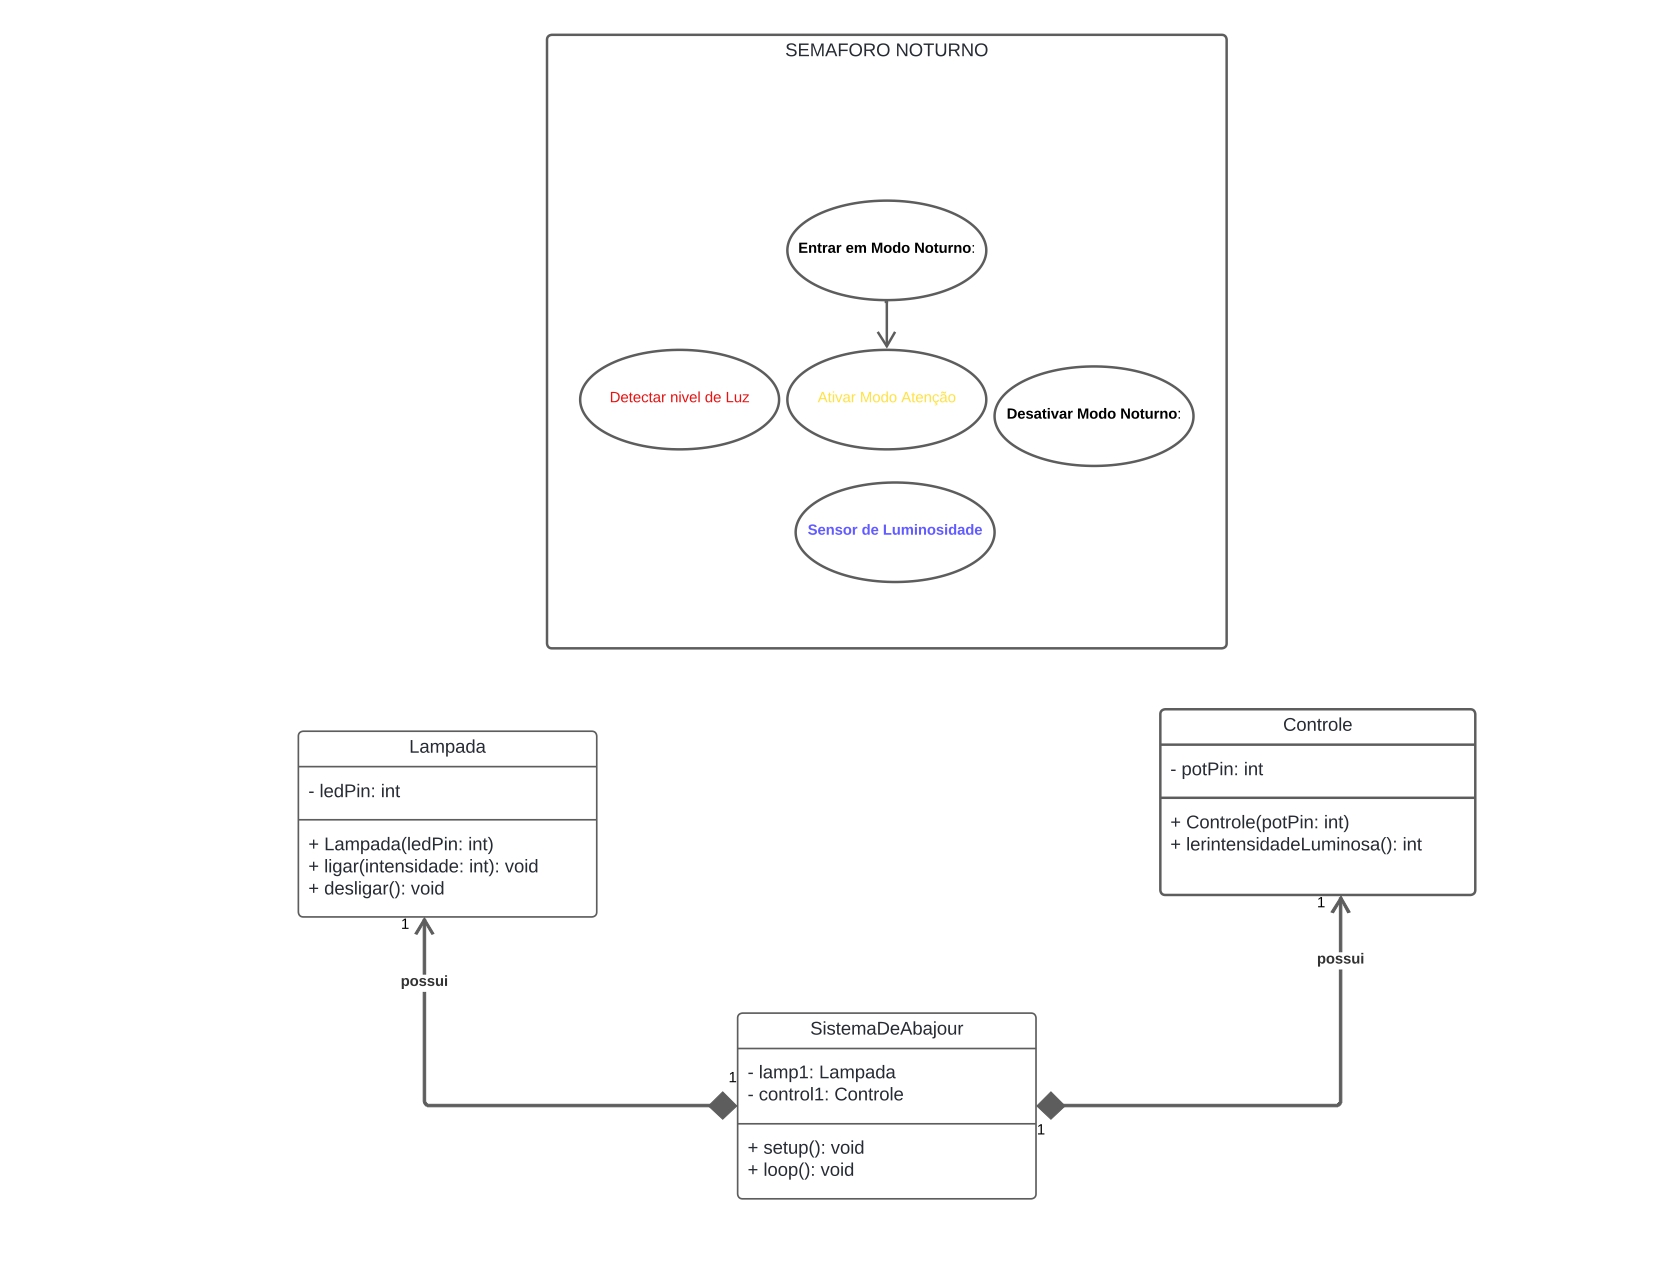 SEMAFORO NOTURNO
Entrar em Modo Noturno:
Detectar nivel de Luz
Ativar Modo Atenção
Desativar Modo Noturno:
Sensor de Luminosidade
Lampada
- ledPin: int
+ Lampada(ledPin: int)
+ ligar(intensidade: int): void
+ desligar(): void
1
possui
Controle
- potPin: int
+ Controle(potPin: int)
+ lerintensidadeLuminosa(): int
1
possui
SistemaDeAbajour
1
- lamp1: Lampada
- control1: Controle
1
+ setup(): void
+ loop(): void